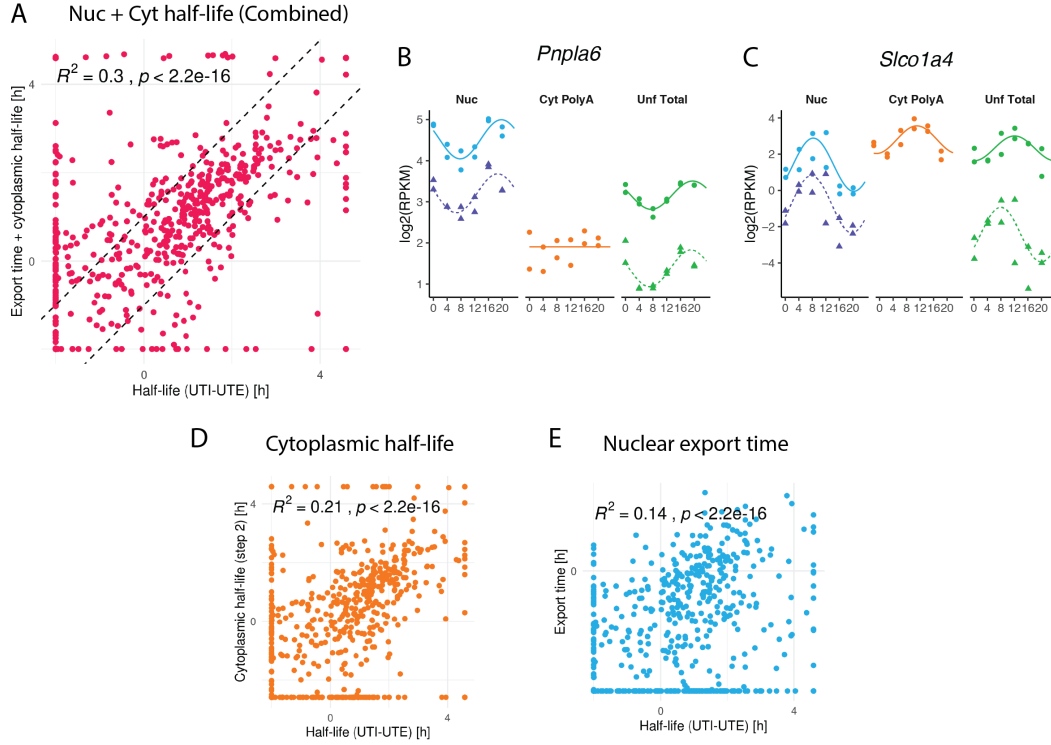 A
Nuc + Cyt half-life (Combined)
R² = 0.3 , p < 2.2e-16
Export time + cytoplasmic half-life [h]
4
0
0
4
Half-life (UTI-UTE) [h]
B
Pnpla6
Nuc
Cyt PolyA
Unf Total
log2(RPKM)
5
4
3
2
1
0 4 8 121620
0 4 8 121620
0 4 8 121620
C
Slco1a4
Nuc
Cyt PolyA
Unf Total
log2(RPKM)
4
2
0
−2
−4
0 4 8 121620
0 4 8 121620
0 4 8 121620
D
Cytoplasmic half-life
R² = 0.21 , p < 2.2e-16
Cytoplasmic half-life (step 2) [h]
4
0
0
4
Half-life (UTI-UTE) [h]
E
Nuclear export time
R² = 0.14 , p < 2.2e-16
Export time [h]
0
0
4
Half-life (UTI-UTE) [h]